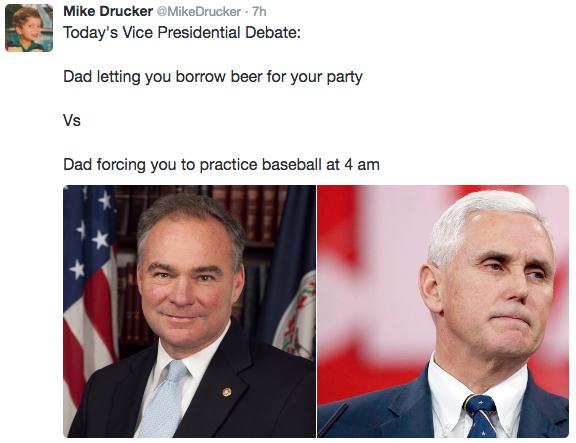 Mike Drucker @MikeDrucker · 7h
Today's Vice Presidential Debate:
Dad letting you borrow beer for your party
Vs
Dad forcing you to practice baseball at 4 am